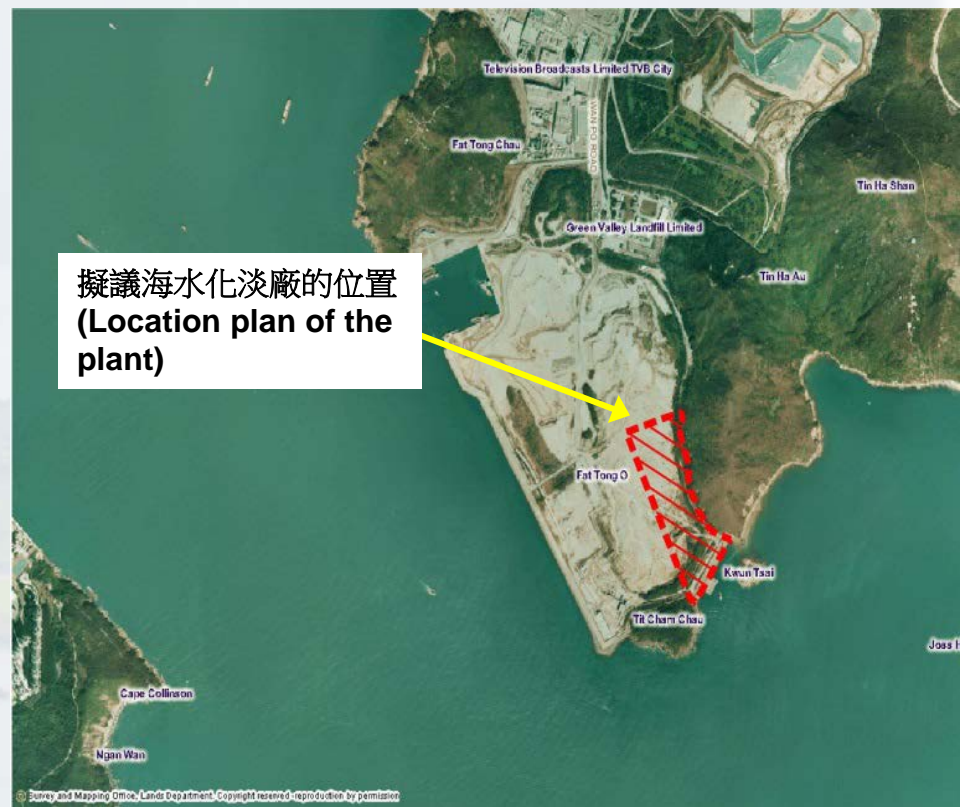 Television Broadcasts Limited TVB City
WAN PO ROAD
Fat Tong Chau
Tin Ha Shan
Green Valley Landfill Limited
擬議海水化淡廠的位置
(Location plan of the
plant)
Tin Ha Au
Fat Tong O
Kwun Tsai
Tit Cham Chau
Joss H
Cape Collinson
Ngan Wan
© Survey and Mapping Office, Lands Department. Copyright reserved -reproduction by permission